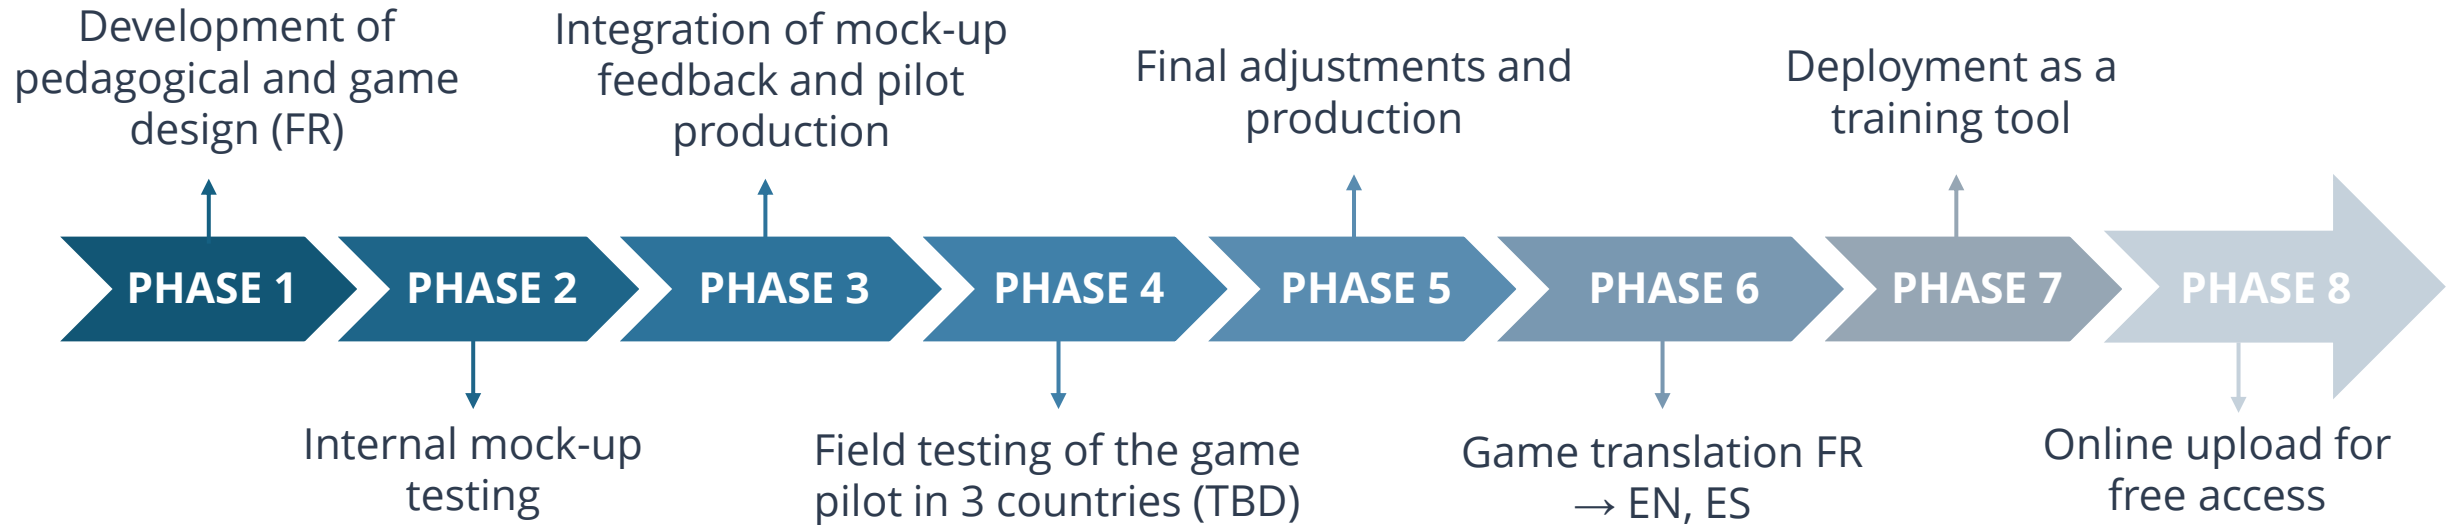 Development of
pedagogical and game
design (FR)
Integration of mock-up
feedback and pilot
production
Final adjustments and
production
Deployment as a
training tool
PHASE 1
PHASE 2
PHASE 3
PHASE 4
PHASE 5
PHASE 6
PHASE 7
PHASE 8
Internal mock-up
testing
Field testing of the game
pilot in 3 countries (TBD)
Game translation FR
→ EN, ES
Online upload for
free access